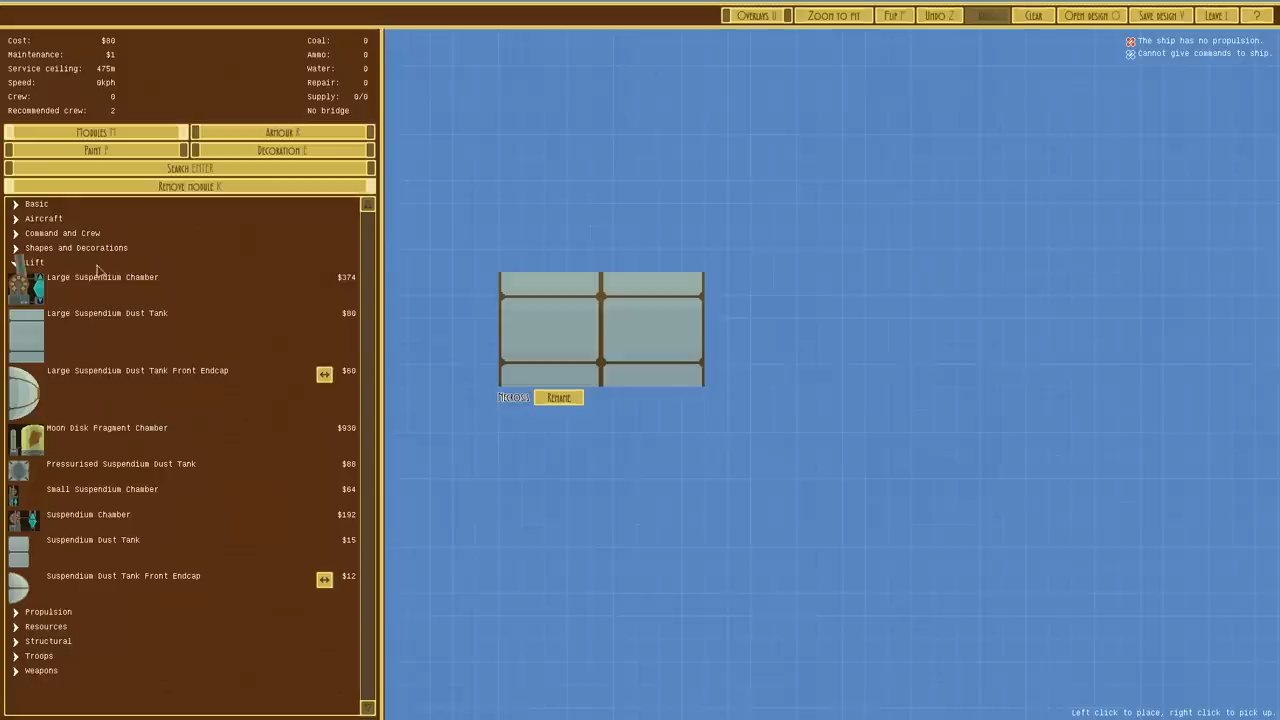 OVERLAYS U
ZOOM TO FIT
FLIP F
UNDO Z
CLEAR
OPEN DESIGN O
SAVE DESIGN V
LEAVE L
?
Cost: $80
Maintenance: $1
Service ceiling: 475m
Speed: 0kph
Crew: 0
Recommended crew: 2
Coal: 0
Ammo: 0
Water: 0
Repair: 0
Supply: 0/0
No bridge
The ship has no propulsion.
Cannot give commands to ship.
MODULES M
ARMOUR R
PAINT P
DECORATION E
SEARCH ENTER
REMOVE MODULE K
Basic
Aircraft
Command and Crew
Shapes and Decorations
Lift
Large Suspendium Chamber $374
Large Suspendium Dust Tank $80
Large Suspendium Dust Tank Front Endcap $60
Moon Disk Fragment Chamber $930
Pressurised Suspendium Dust Tank $88
Small Suspendium Chamber $64
Suspendium Chamber $192
Suspendium Dust Tank $15
Suspendium Dust Tank Front Endcap $12
Propulsion
Resources
Structural
Troops
Weapons
NECROSIS
RENAME
Left click to place, right click to pick up.